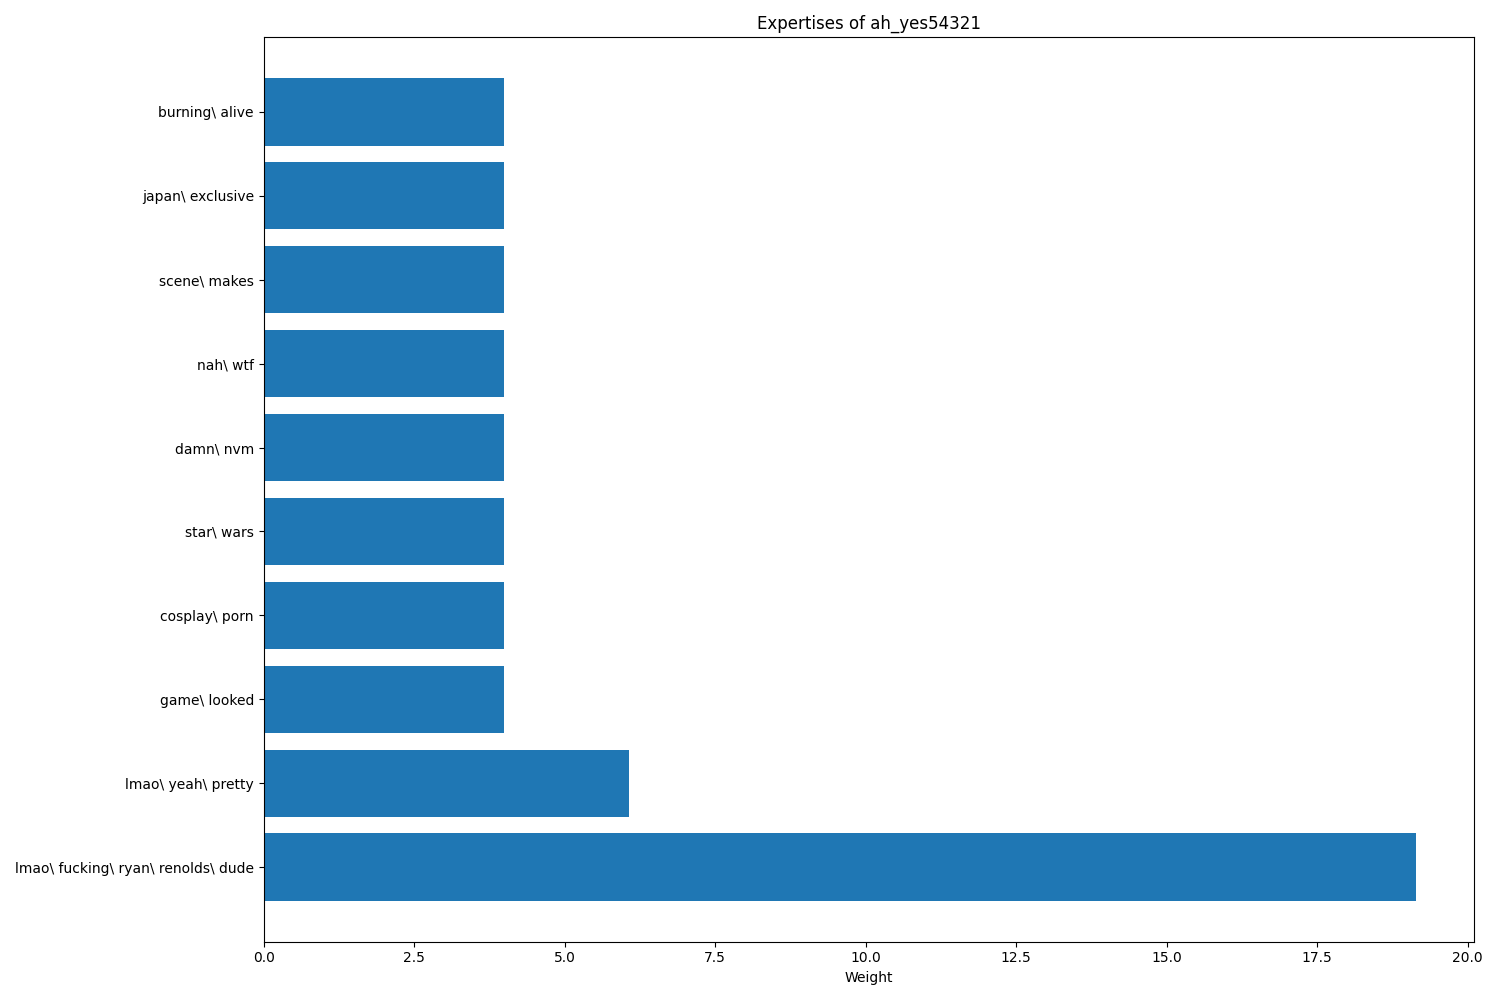 Expertises of ah_yes54321
burning\ alive
japan\ exclusive
scene\ makes
nah\ wtf
damn\ nvm
star\ wars
cosplay\ porn
game\ looked
lmao\ yeah\ pretty
lmao\ fucking\ ryan\ renolds\ dude
0.0 2.5 5.0 7.5 10.0 12.5 15.0 17.5 20.0
Weight